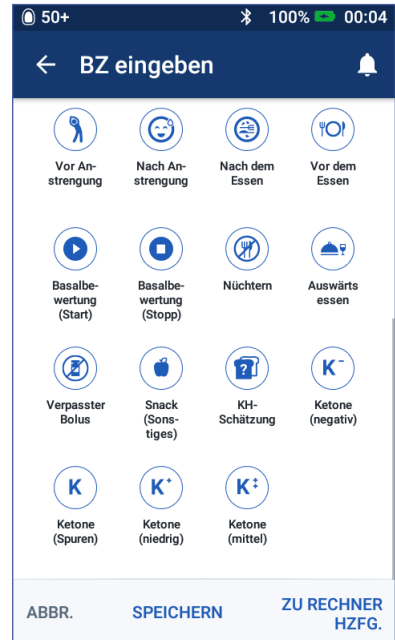 50+ 100% 00:04
BZ eingeben
Vor An-
strengung
Nach An-
strengung
Nach dem
Essen
Vor dem
Essen
Basalbe-
wertung
(Start)
Basalbe-
wertung
(Stopp)
Nüchtern
Auswärts
essen
Verpasster
Bolus
Snack
(Sons-
tiges)
?
KH-
Schätzung
K⁻
Ketone
(negativ)
K
Ketone
(Spuren)
K⁺
Ketone
(niedrig)
K‡
Ketone
(mittel)
ABBR.
SPEICHERN
ZU RECHNER
HZFG.